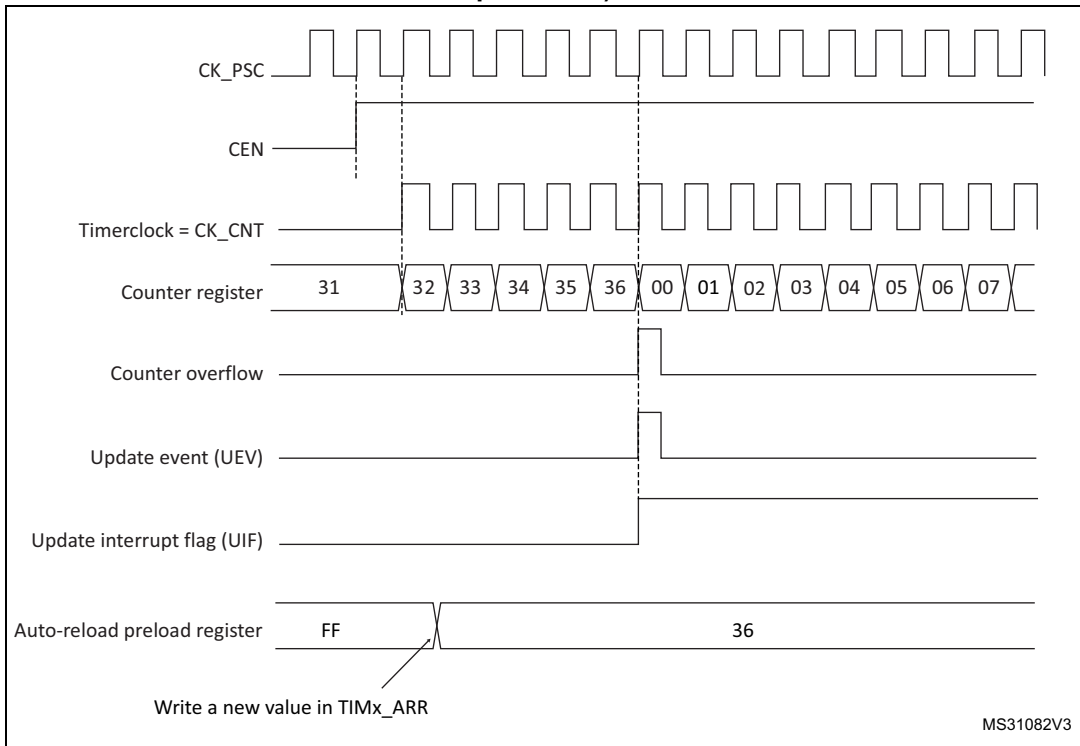 CK_PSC
CEN
Timerclock = CK_CNT
Counter register 31 32 33 34 35 36 00 01 02 03 04 05 06 07
Counter overflow
Update event (UEV)
Update interrupt flag (UIF)
Auto-reload preload register FF 36
Write a new value in TIMx_ARR
MS31082V3